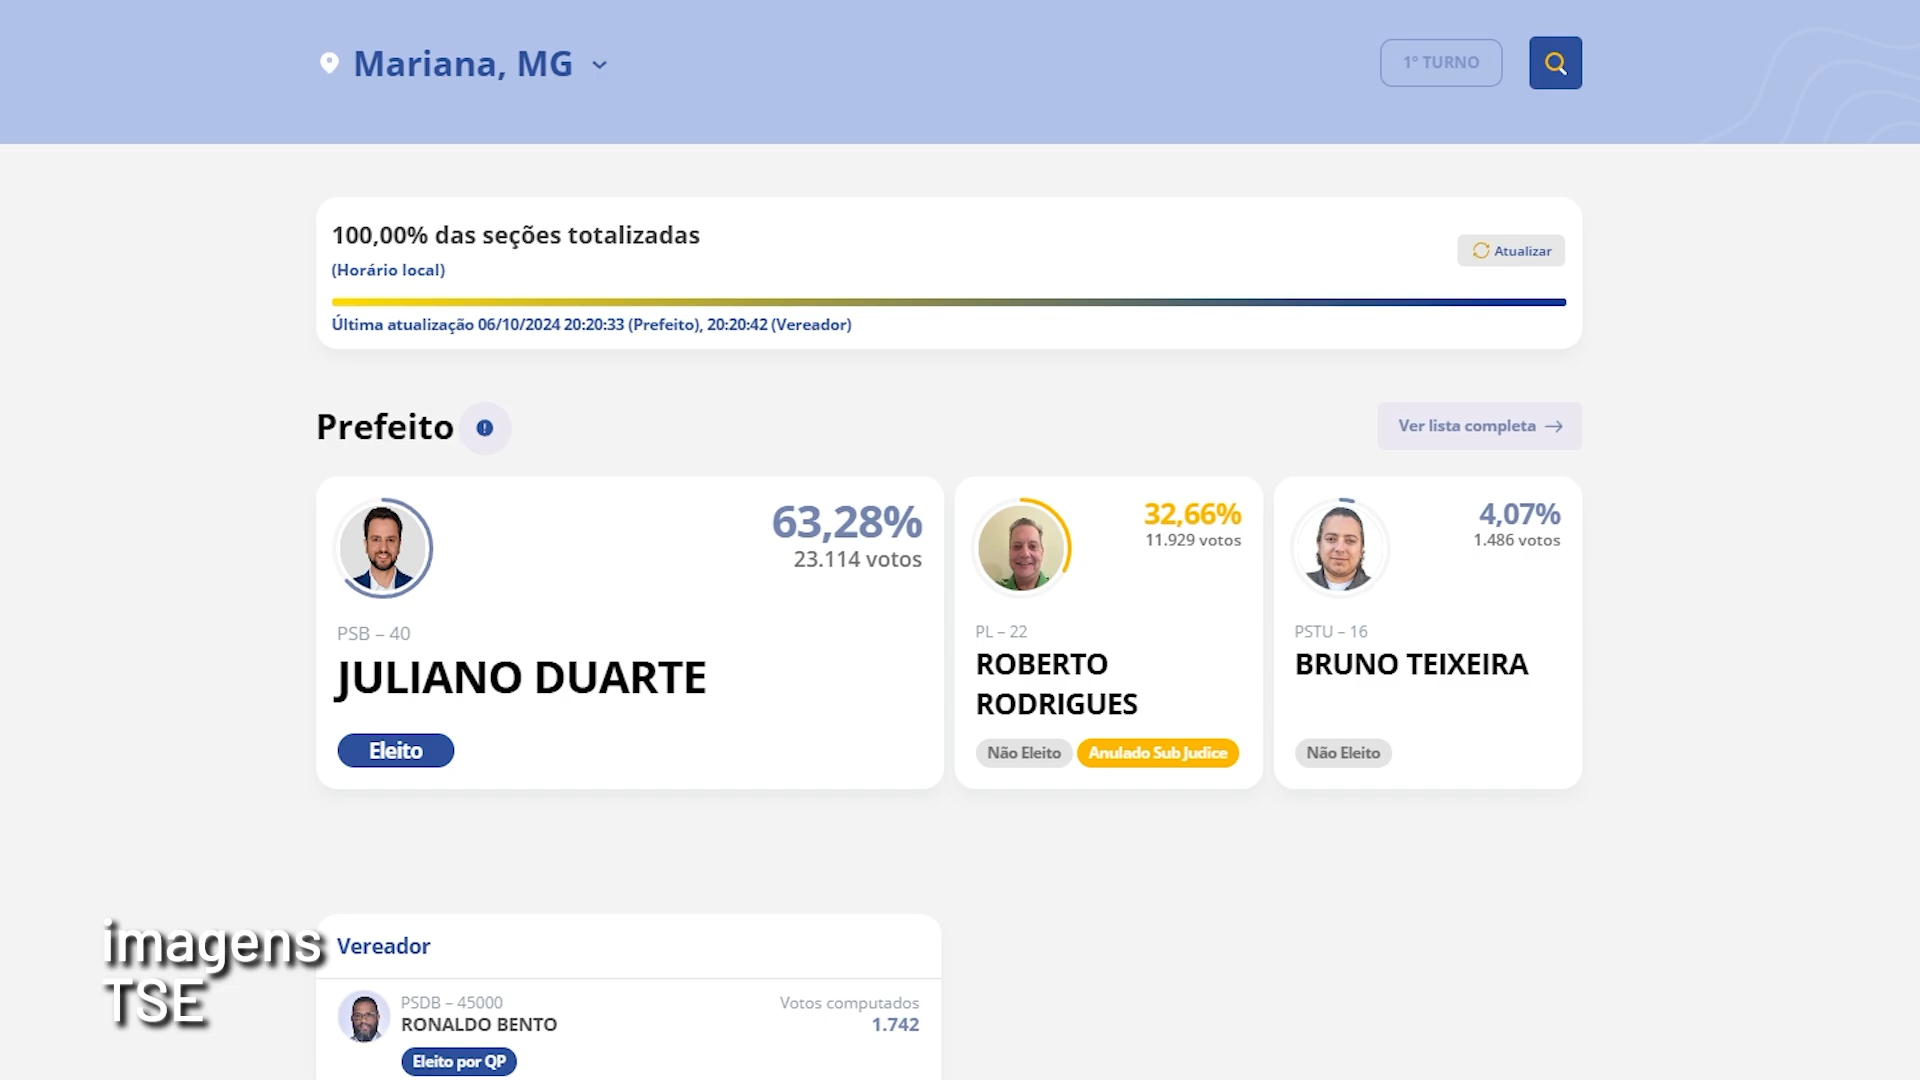 Mariana, MG
1º TURNO
100,00% das seções totalizadas
Atualizar
(Horário local)
Última atualização 06/10/2024 20:20:33 (Prefeito), 20:20:42 (Vereador)
Prefeito
Ver lista completa
63,28%
23.114 votos
PSB – 40
JULIANO DUARTE
Eleito
32,66%
11.929 votos
PL – 22
ROBERTO
RODRIGUES
Não Eleito Anulado Sub Judice
4,07%
1.486 votos
PSTU – 16
BRUNO TEIXEIRA
Não Eleito
imagens
TSE
Vereador
PSDB – 45000
RONALDO BENTO
Eleito por QP
Votos computados
1.742